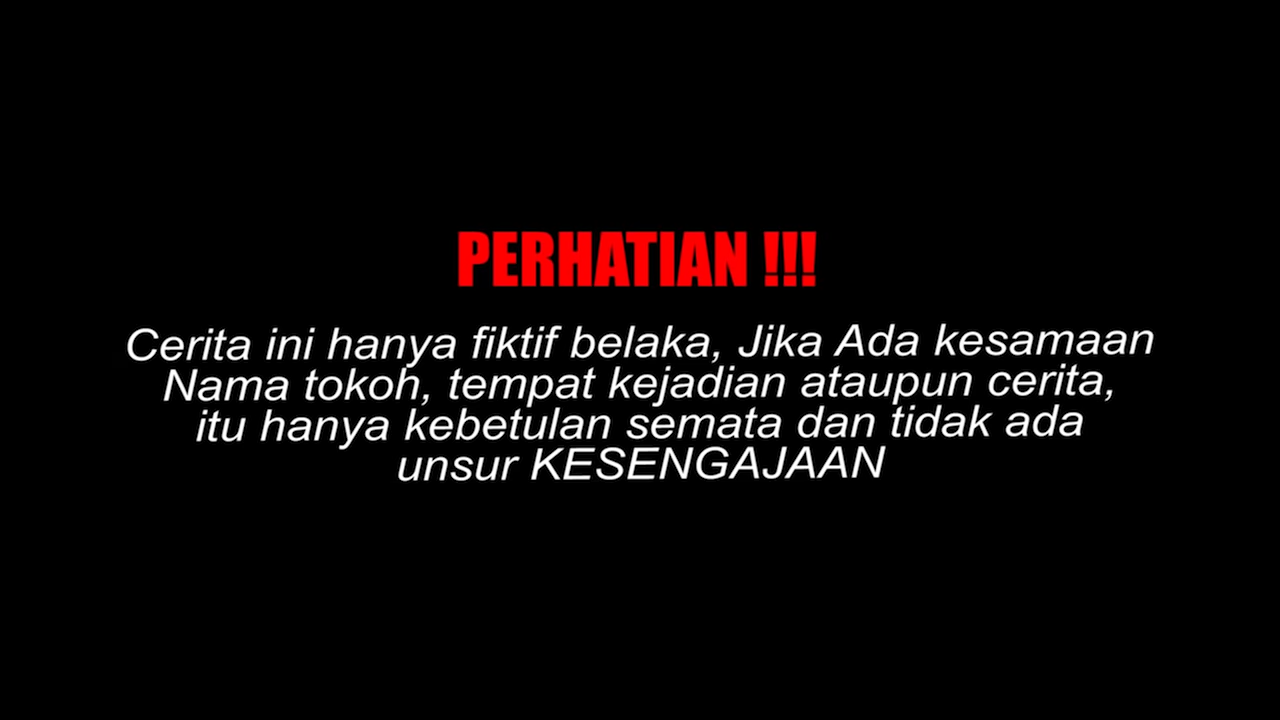 PERHATIAN !!!
Cerita ini hanya fiktif belaka, Jika Ada kesamaan
Nama tokoh, tempat kejadian ataupun cerita,
itu hanya kebetulan semata dan tidak ada
unsur KESENGAJAAN